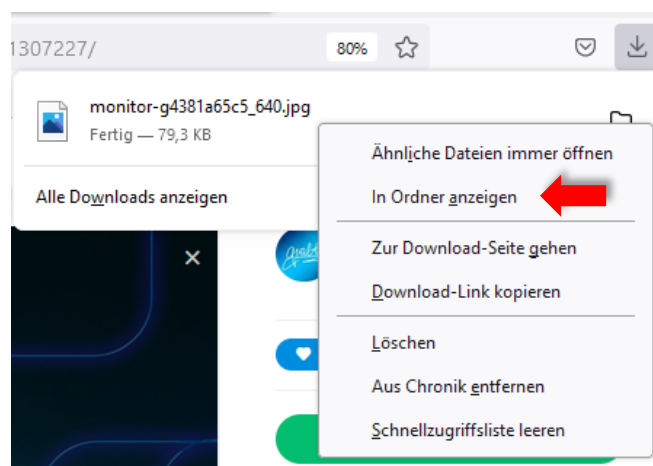 1307227/
80%
monitor-g4381a65c5_640.jpg
Fertig — 79,3 KB
Alle Downloads anzeigen
Ähnliche Dateien immer öffnen
In Ordner anzeigen
Zur Download-Seite gehen
Download-Link kopieren
Löschen
Aus Chronik entfernen
Schnellzugriffsliste leeren